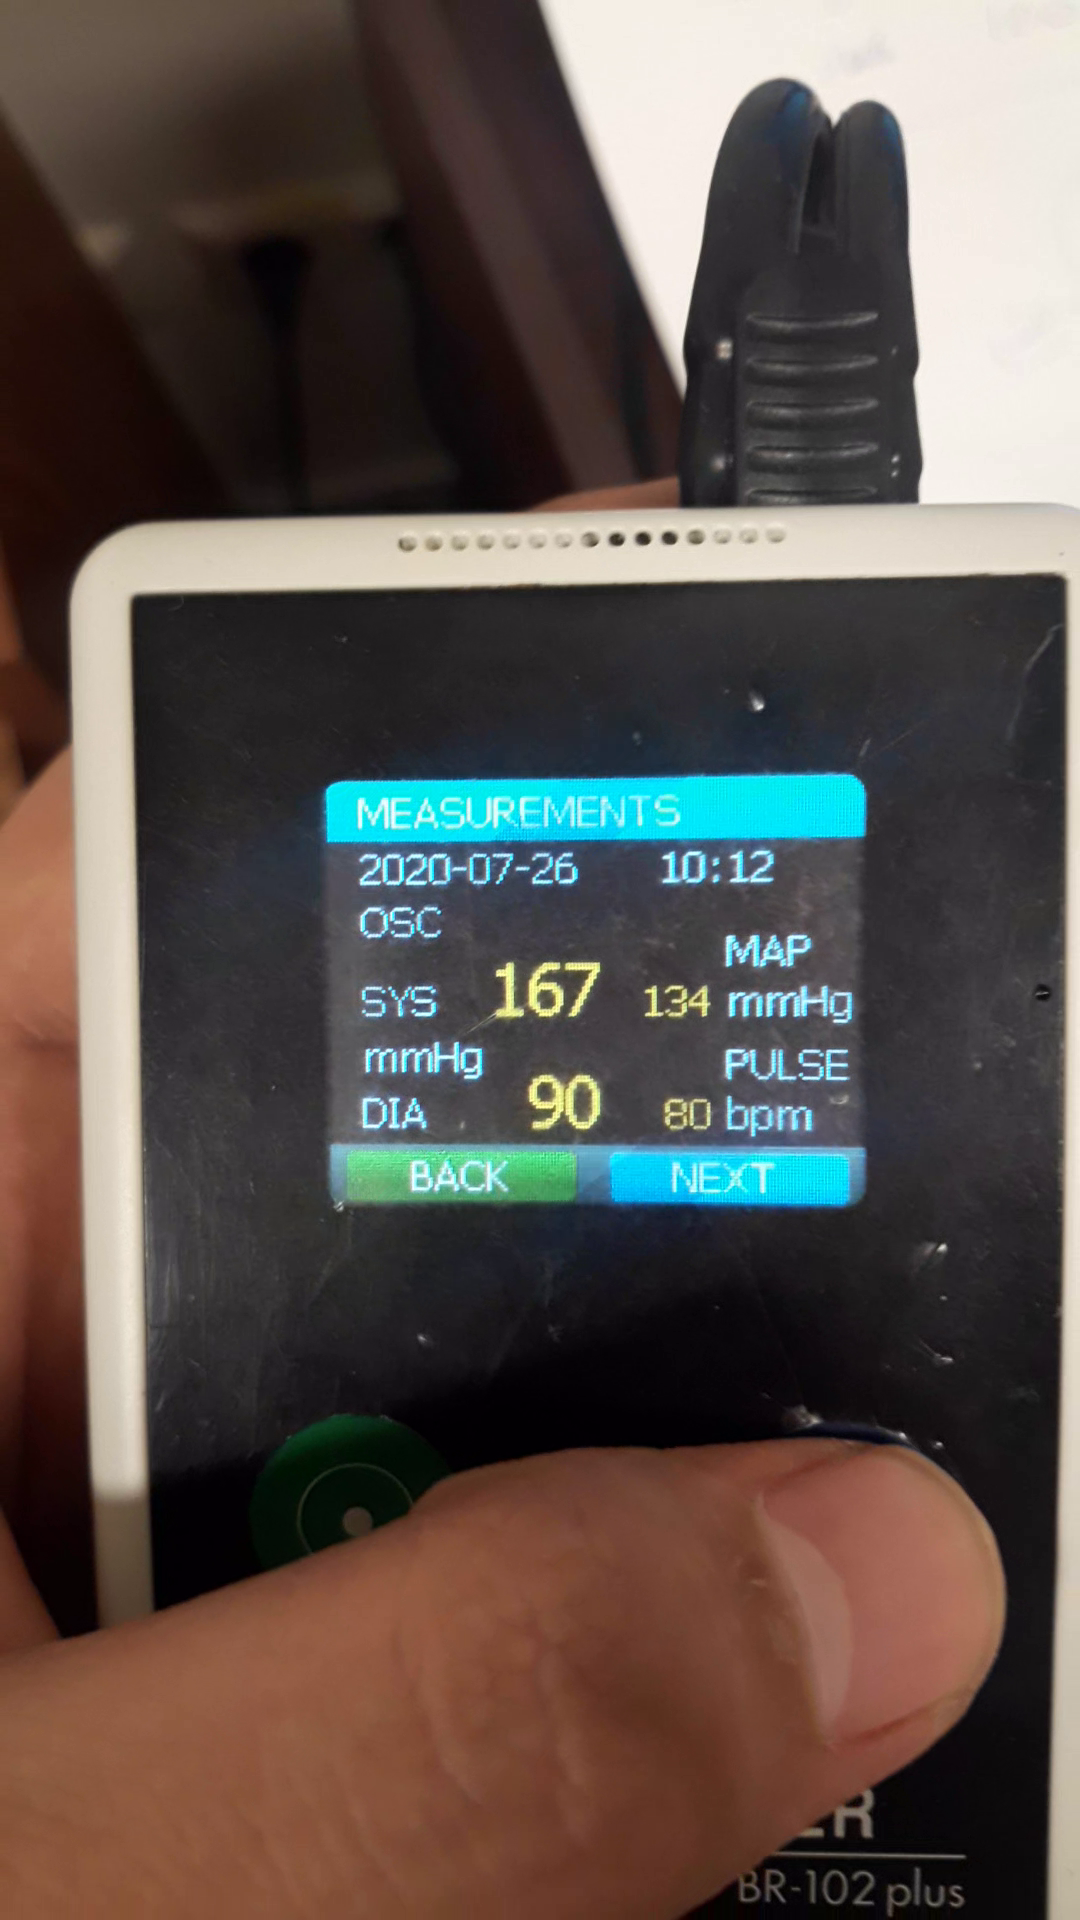 MEASUREMENTS
2020-07-26 10:12
OSC
MAP
SYS 167 134 mmHg
mmHg PULSE
DIA 90 80 bpm
BACK NEXT
BR-102 plus